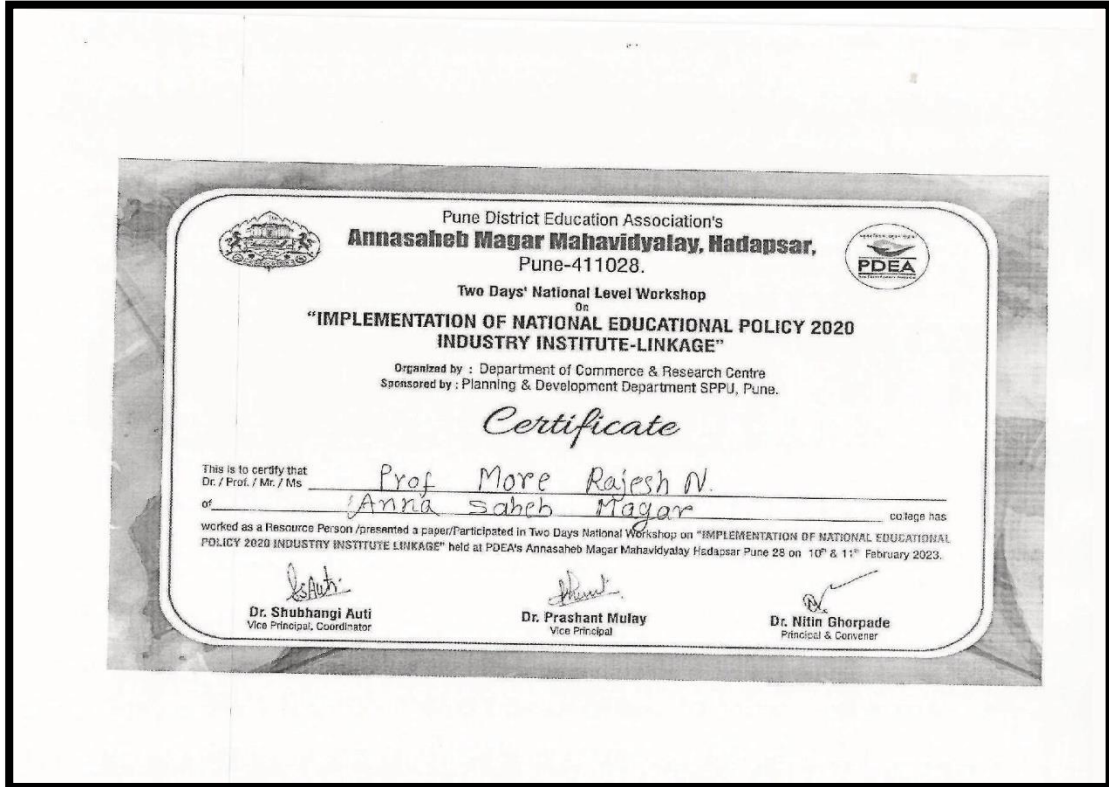 Pune District Education Association's
Annasaheb Magar Mahavidyalay, Hadapsar,
Pune-411028.
PDEA
Two Days' National Level Workshop
On
"IMPLEMENTATION OF NATIONAL EDUCATIONAL POLICY 2020
INDUSTRY INSTITUTE-LINKAGE"
Organized by : Department of Commerce & Research Centre
Sponsored by : Planning & Development Department SPPU, Pune.
Certificate
This is to certify that
Dr. / Prof. / Mr. / Ms Prof More Rajesh N.
of Anna Saheb Magar college has
worked as a Resource Person /presented a paper/Participated in Two Days National Workshop on "IMPLEMENTATION OF NATIONAL EDUCATIONAL
POLICY 2020 INDUSTRY INSTITUTE LINKAGE" held at PDEA's Annasaheb Magar Mahavidyalay Hadapsar Pune 28 on 10th & 11th February 2023.
Dr. Shubhangi Auti
Vice Principal, Coordinator
Dr. Prashant Mulay
Vice Principal
Dr. Nitin Ghorpade
Principal & Convener